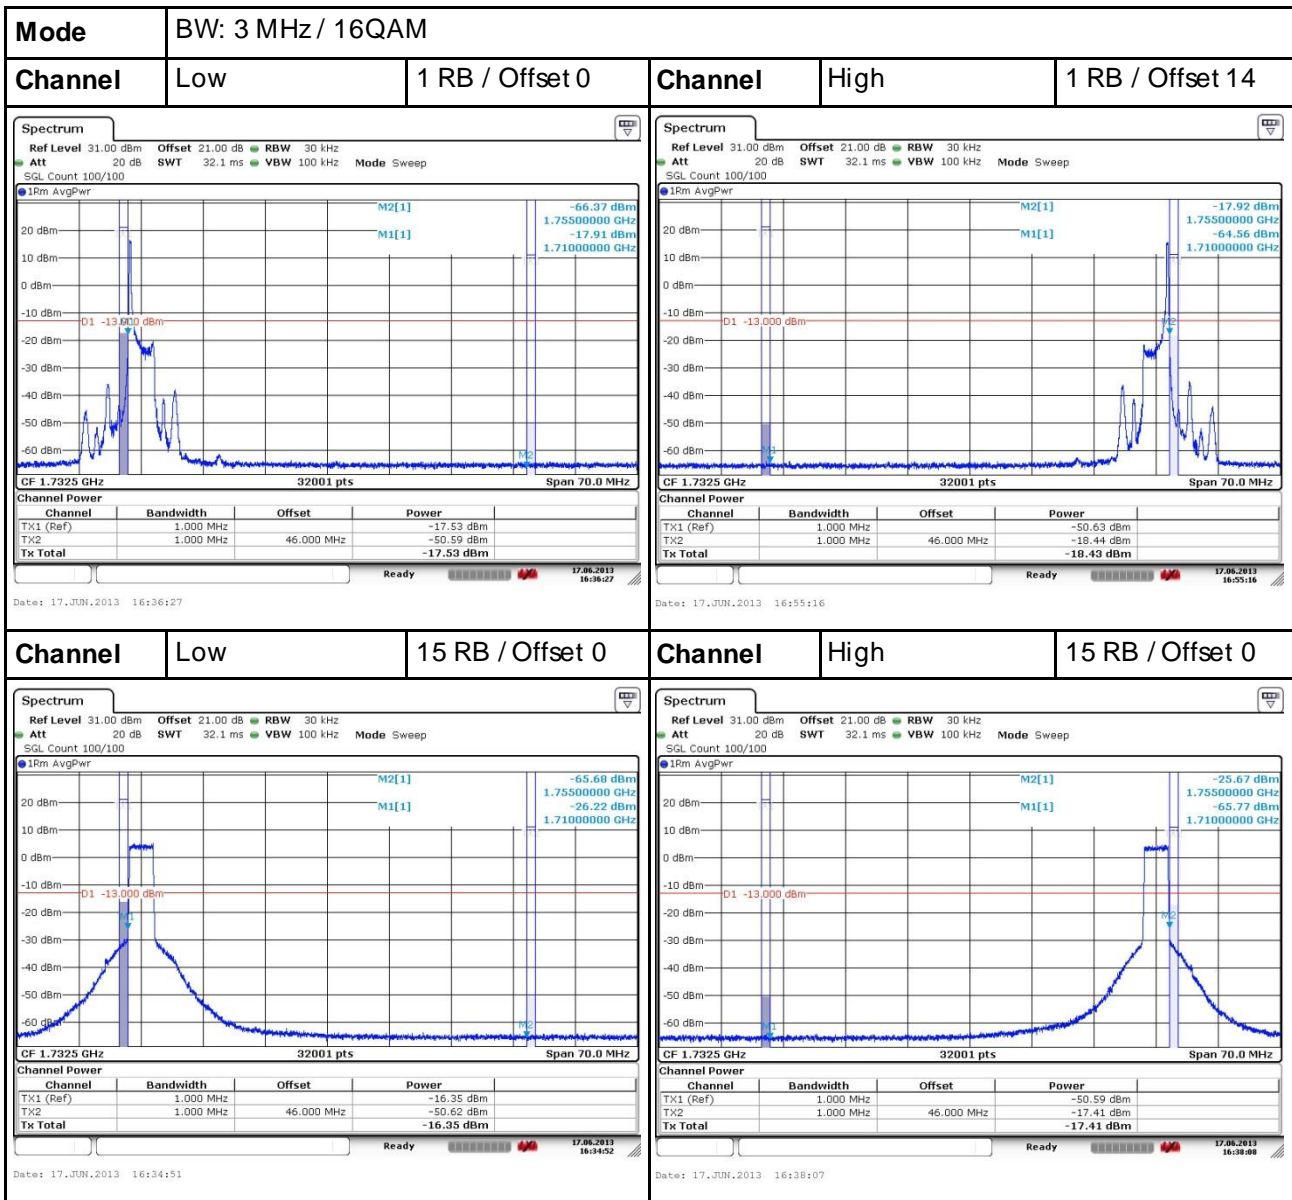 Mode BW: 3 MHz / 16QAM
Channel Low 1 RB / Offset 0 Channel High 1 RB / Offset 14
Spectrum
Ref Level 31.00 dBm Offset 21.00 dB RBW 30 kHz
Att 20 dB SWT 32.1 ms VBW 100 kHz Mode Sweep
SGL Count 100/100
1Rm AvgPwr
M2[1] -66.37 dBm
1.75500000 GHz
M1[1] -17.91 dBm
1.71000000 GHz
20 dBm
10 dBm
0 dBm
-10 dBm
D1 -13.000 dBm
M1
-20 dBm
-30 dBm
-40 dBm
-50 dBm
-60 dBm
M2
CF 1.7325 GHz 32001 pts Span 70.0 MHz
Channel Power
Channel Bandwidth Offset Power
TX1 (Ref) 1.000 MHz -17.53 dBm
TX2 1.000 MHz 46.000 MHz -50.59 dBm
Tx Total -17.53 dBm
Ready 17.06.2013
16:36:27
Date: 17.JUN.2013 16:36:27
Spectrum
Ref Level 31.00 dBm Offset 21.00 dB RBW 30 kHz
Att 20 dB SWT 32.1 ms VBW 100 kHz Mode Sweep
SGL Count 100/100
1Rm AvgPwr
M2[1] -17.92 dBm
1.75500000 GHz
M1[1] -64.56 dBm
1.71000000 GHz
20 dBm
10 dBm
0 dBm
-10 dBm
D1 -13.000 dBm
M2
-20 dBm
-30 dBm
-40 dBm
-50 dBm
-60 dBm
M1
CF 1.7325 GHz 32001 pts Span 70.0 MHz
Channel Power
Channel Bandwidth Offset Power
TX1 (Ref) 1.000 MHz -50.63 dBm
TX2 1.000 MHz 46.000 MHz -18.44 dBm
Tx Total -18.43 dBm
Ready 17.06.2013
16:55:16
Date: 17.JUN.2013 16:55:16
Channel Low 15 RB / Offset 0 Channel High 15 RB / Offset 0
Spectrum
Ref Level 31.00 dBm Offset 21.00 dB RBW 30 kHz
Att 20 dB SWT 32.1 ms VBW 100 kHz Mode Sweep
SGL Count 100/100
1Rm AvgPwr
M2[1] -65.68 dBm
1.75500000 GHz
M1[1] -26.22 dBm
1.71000000 GHz
20 dBm
10 dBm
0 dBm
-10 dBm
D1 -13.000 dBm
-20 dBm
M1
-30 dBm
-40 dBm
-50 dBm
-60 dBm
M2
CF 1.7325 GHz 32001 pts Span 70.0 MHz
Channel Power
Channel Bandwidth Offset Power
TX1 (Ref) 1.000 MHz -16.35 dBm
TX2 1.000 MHz 46.000 MHz -50.62 dBm
Tx Total -16.35 dBm
Ready 17.06.2013
16:34:52
Date: 17.JUN.2013 16:34:51
Spectrum
Ref Level 31.00 dBm Offset 21.00 dB RBW 30 kHz
Att 20 dB SWT 32.1 ms VBW 100 kHz Mode Sweep
SGL Count 100/100
1Rm AvgPwr
M2[1] -25.67 dBm
1.75500000 GHz
M1[1] -65.77 dBm
1.71000000 GHz
20 dBm
10 dBm
0 dBm
-10 dBm
D1 -13.000 dBm
-20 dBm
M2
-30 dBm
-40 dBm
-50 dBm
-60 dBm
M1
CF 1.7325 GHz 32001 pts Span 70.0 MHz
Channel Power
Channel Bandwidth Offset Power
TX1 (Ref) 1.000 MHz -50.59 dBm
TX2 1.000 MHz 46.000 MHz -17.41 dBm
Tx Total -17.41 dBm
Ready 17.06.2013
16:38:08
Date: 17.JUN.2013 16:38:07